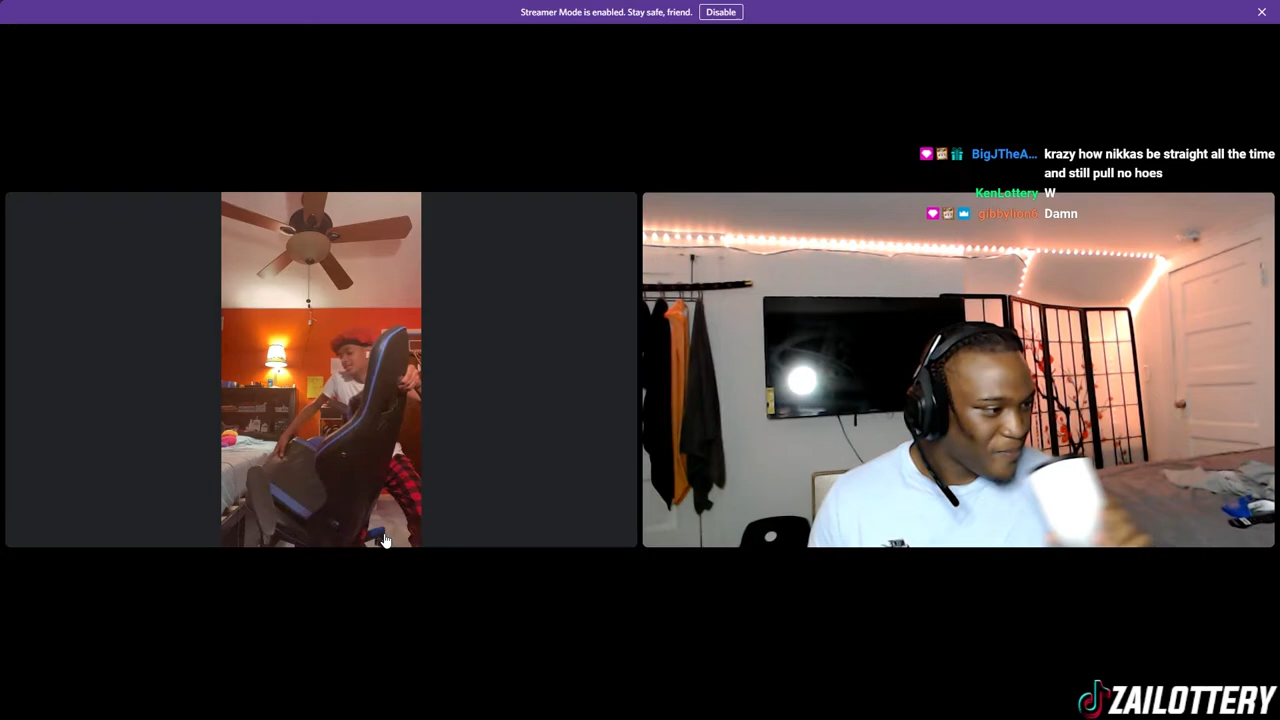 Streamer Mode is enabled. Stay safe, friend. Disable
BigJTheA... krazy how nikkas be straight all the time
and still pull no hoes
KenLottery W
gibbylion6 Damn
ZAILOTTERY